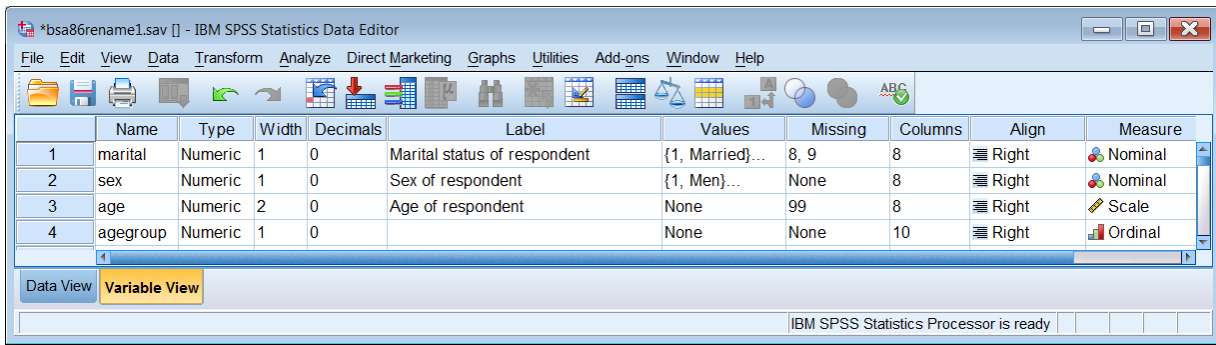 *bsa86rename1.sav [] - IBM SPSS Statistics Data Editor
File Edit View Data Transform Analyze Direct Marketing Graphs Utilities Add-ons Window Help
Name Type Width Decimals Label Values Missing Columns Align Measure
1 marital Numeric 1 0 Marital status of respondent {1, Married}... 8, 9 8 Right Nominal
2 sex Numeric 1 0 Sex of respondent {1, Men}... None 8 Right Nominal
3 age Numeric 2 0 Age of respondent None 99 8 Right Scale
4 agegroup Numeric 1 0 None None 10 Right Ordinal
Data View Variable View
IBM SPSS Statistics Processor is ready